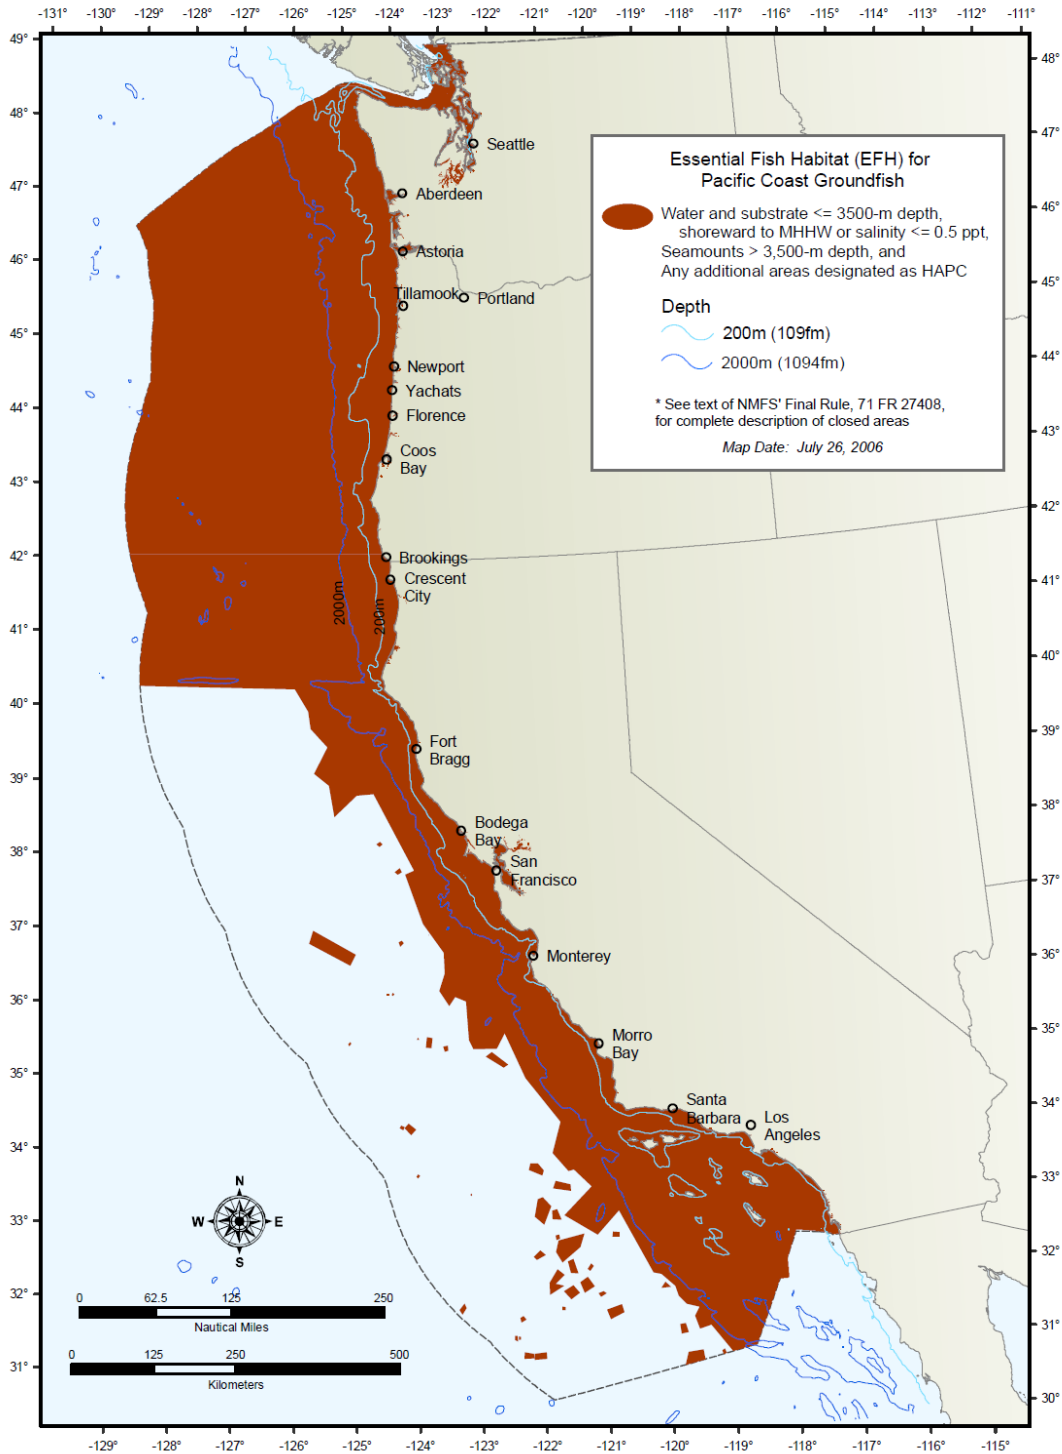 -131° -130° -129° -128° -127° -126° -125° -124° -123° -122° -121° -120° -119° -118° -117° -116° -115° -114° -113° -112° -111°
49°
48°
47°
46°
45°
44°
43°
42°
41°
40°
39°
38°
37°
36°
35°
34°
33°
32°
31°
48°
47°
46°
45°
44°
43°
42°
41°
40°
39°
38°
37°
36°
35°
34°
33°
32°
31°
30°
Essential Fish Habitat (EFH) for
Pacific Coast Groundfish
Water and substrate <= 3500-m depth,
shoreward to MHHW or salinity <= 0.5 ppt,
Seamounts > 3,500-m depth, and
Any additional areas designated as HAPC
Depth
200m (109fm)
2000m (1094fm)
* See text of NMFS' Final Rule, 71 FR 27408,
for complete description of closed areas
Map Date: July 26, 2006
Seattle
Aberdeen
Astoria
Tillamook
Portland
Newport
Yachats
Florence
Coos
Bay
Brookings
Crescent
City
2000m
200m
Fort
Bragg
Bodega
Bay
San
Francisco
Monterey
Morro
Bay
Santa
Barbara
Los
Angeles
N
W E
S
0 62.5 125 250
Nautical Miles
0 125 250 500
Kilometers
-129° -128° -127° -126° -125° -124° -123° -122° -121° -120° -119° -118° -117° -116° -115°